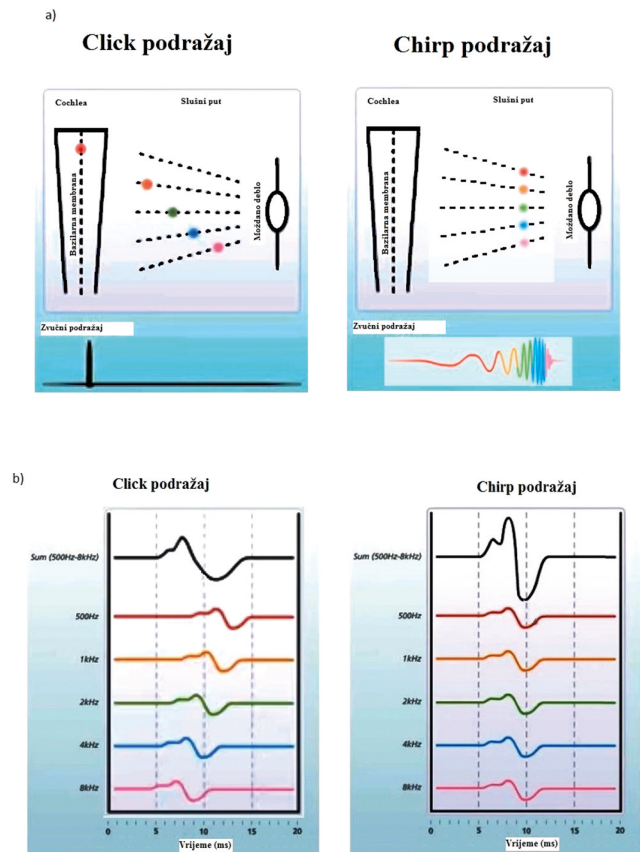 a)
Click podražaj
Chirp podražaj
Cochlea
Slušni put
Bazilarna membrana
Moždano deblo
Zvučni podražaj
Cochlea
Slušni put
Bazilarna membrana
Moždano deblo
Zvučni podražaj
b)
Click podražaj
Sum (500Hz-8kHz)
500Hz
1kHz
2kHz
4kHz
8kHz
0 5 10 15 20
Vrijeme (ms)
Chirp podražaj
Sum (500Hz-8kHz)
500Hz
1kHz
2kHz
4kHz
8kHz
0 5 10 15 20
Vrijeme (ms)